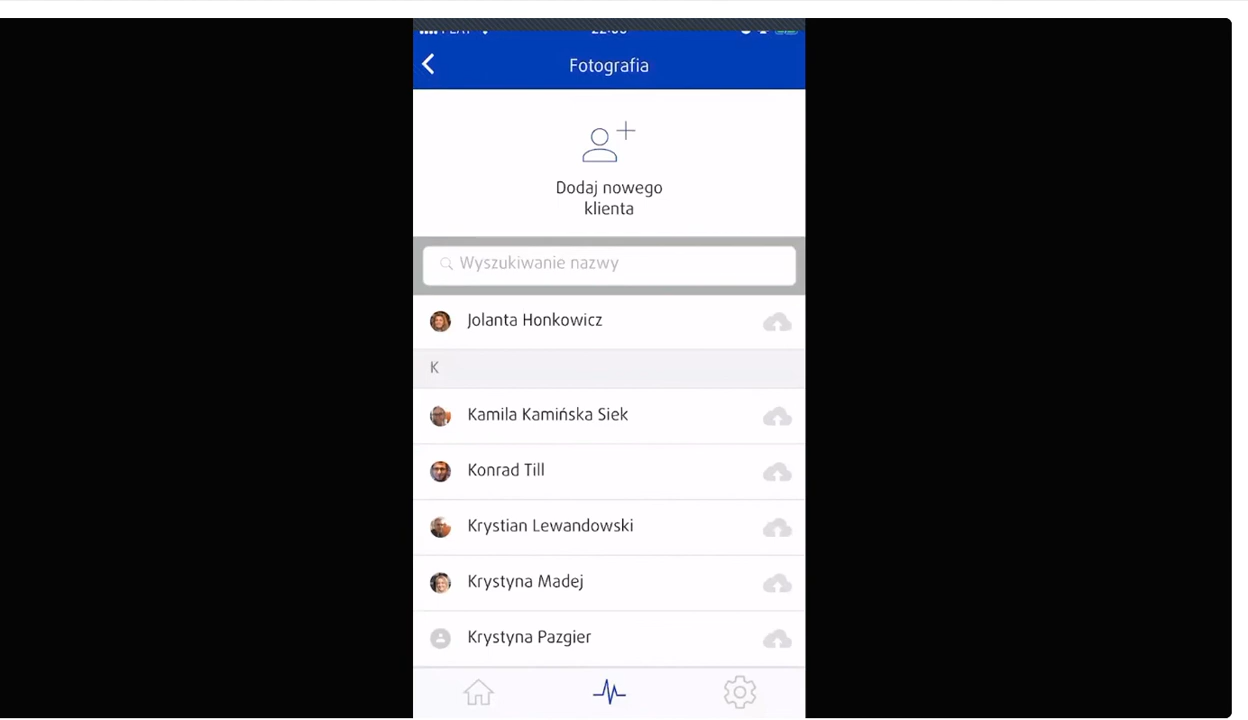 Fotografia
Dodaj nowego
klienta
Wyszukiwanie nazwy
Jolanta Honkowicz
K
Kamila Kamińska Siek
Konrad Till
Krystian Lewandowski
Krystyna Madej
Krystyna Pazgier